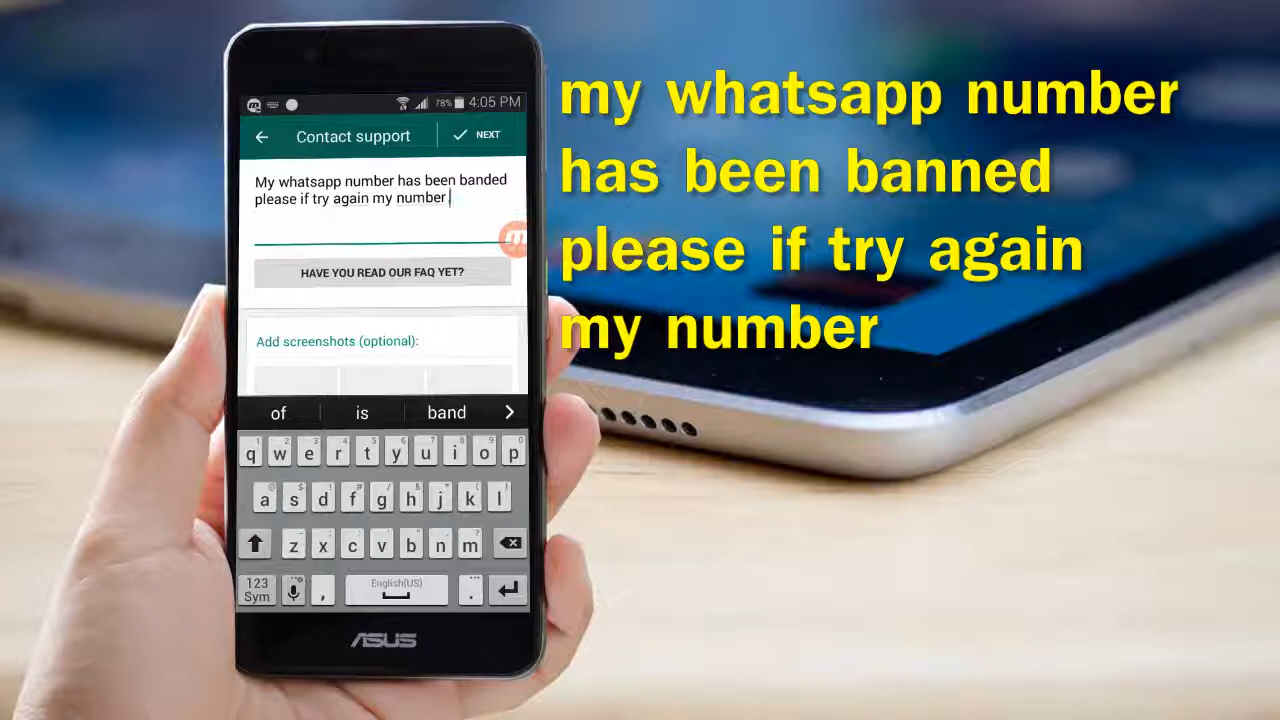 78% 4:05 PM
Contact support
NEXT
My whatsapp number has been banded
please if try again my number
HAVE YOU READ OUR FAQ YET?
Add screenshots (optional):
of is band
q w e r t y u i o p
a s d f g h j k l
z x c v b n m
123
Sym , English(US) .
ASUS
my whatsapp number
has been banned
please if try again
my number